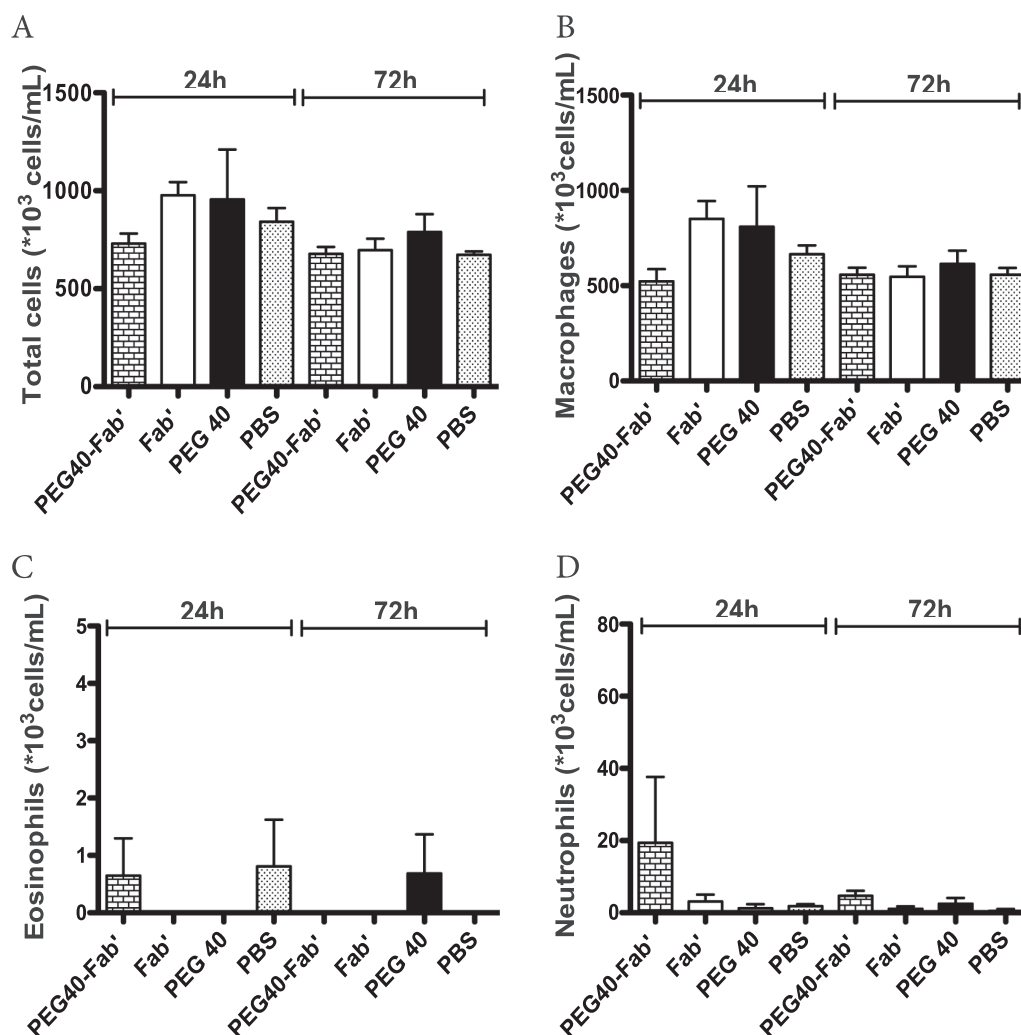 A
Total cells (*10³ cells/mL)
24h
72h
1500
1000
500
0
PEG40-Fab'
Fab'
PEG 40
PBS
PEG40-Fab'
Fab'
PEG 40
PBS
B
Macrophages (*10³cells/mL)
24h
72h
1500
1000
500
0
PEG40-Fab'
Fab'
PEG 40
PBS
PEG40-Fab'
Fab'
PEG 40
PBS
C
Eosinophils (*10³cells/mL)
24h
72h
5
4
3
2
1
0
PEG40-Fab'
Fab'
PEG 40
PBS
PEG40-Fab'
Fab'
PEG 40
PBS
D
Neutrophils (*10³cells/mL)
24h
72h
80
60
40
20
0
PEG40-Fab'
Fab'
PEG 40
PBS
PEG40-Fab'
Fab'
PEG 40
PBS